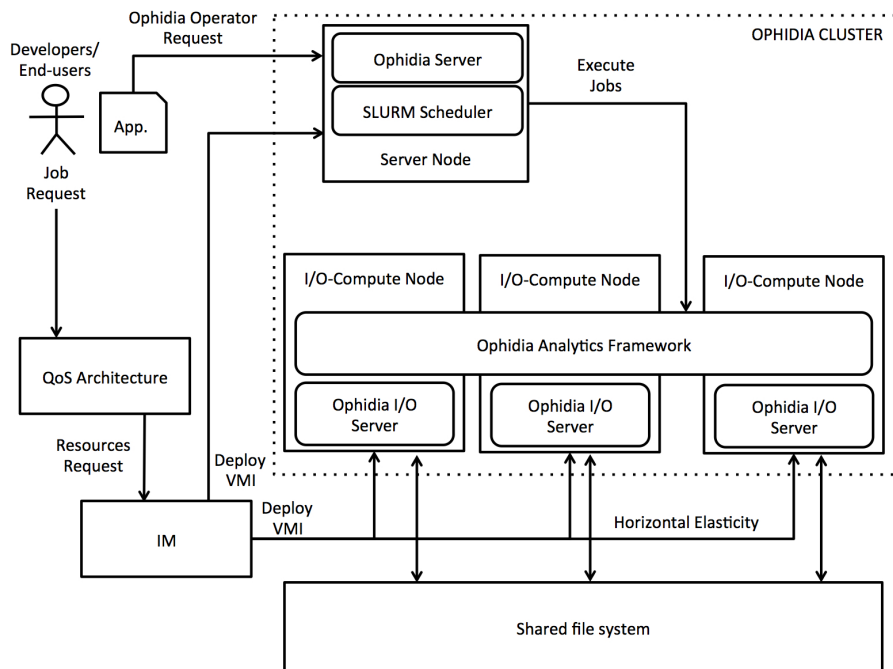 Ophidia Operator
Request
OPHIDIA CLUSTER
Developers/
End-users
App.
Job
Request
Ophidia Server
SLURM Scheduler
Server Node
Execute
Jobs
I/O-Compute Node
I/O-Compute Node
I/O-Compute Node
Ophidia Analytics Framework
Ophidia I/O
Server
Ophidia I/O
Server
Ophidia I/O
Server
QoS Architecture
Resources
Request
Deploy
VMI
Deploy
VMI
IM
Horizontal Elasticity
Shared file system